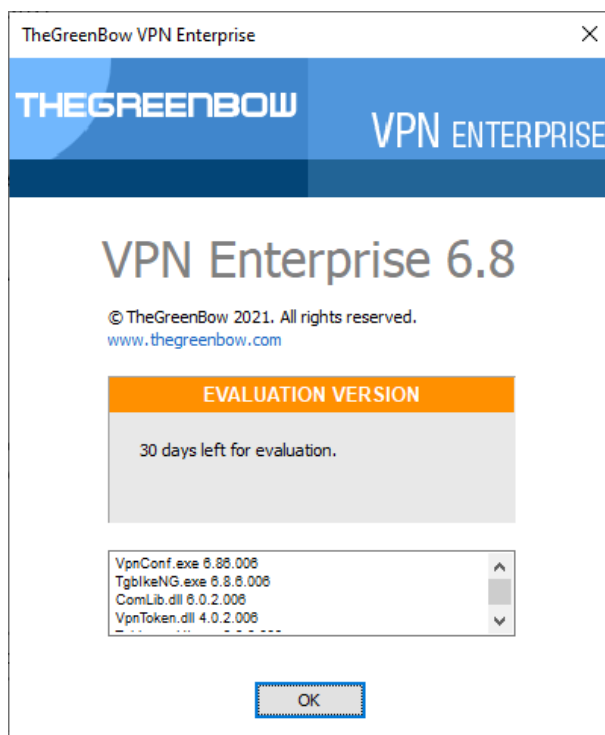 TheGreenBow VPN Enterprise
THEGREENBOW
VPN ENTERPRISE
VPN Enterprise 6.8
© TheGreenBow 2021. All rights reserved.
www.thegreenbow.com
EVALUATION VERSION
30 days left for evaluation.
VpnConf.exe 6.86.006
TgbIkeNG.exe 6.8.6.006
ComLib.dll 6.0.2.006
VpnToken.dll 4.0.2.006
OK